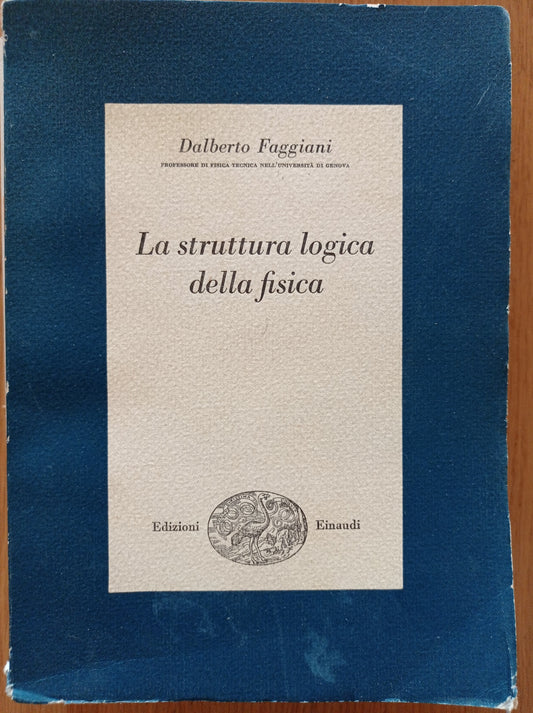 Dalberto Faggiani
PROFESSORE DI FISICA TECNICA NELL'UNIVERSITÀ DI GENOVA
La struttura logica
della fisica
Edizioni Einaudi